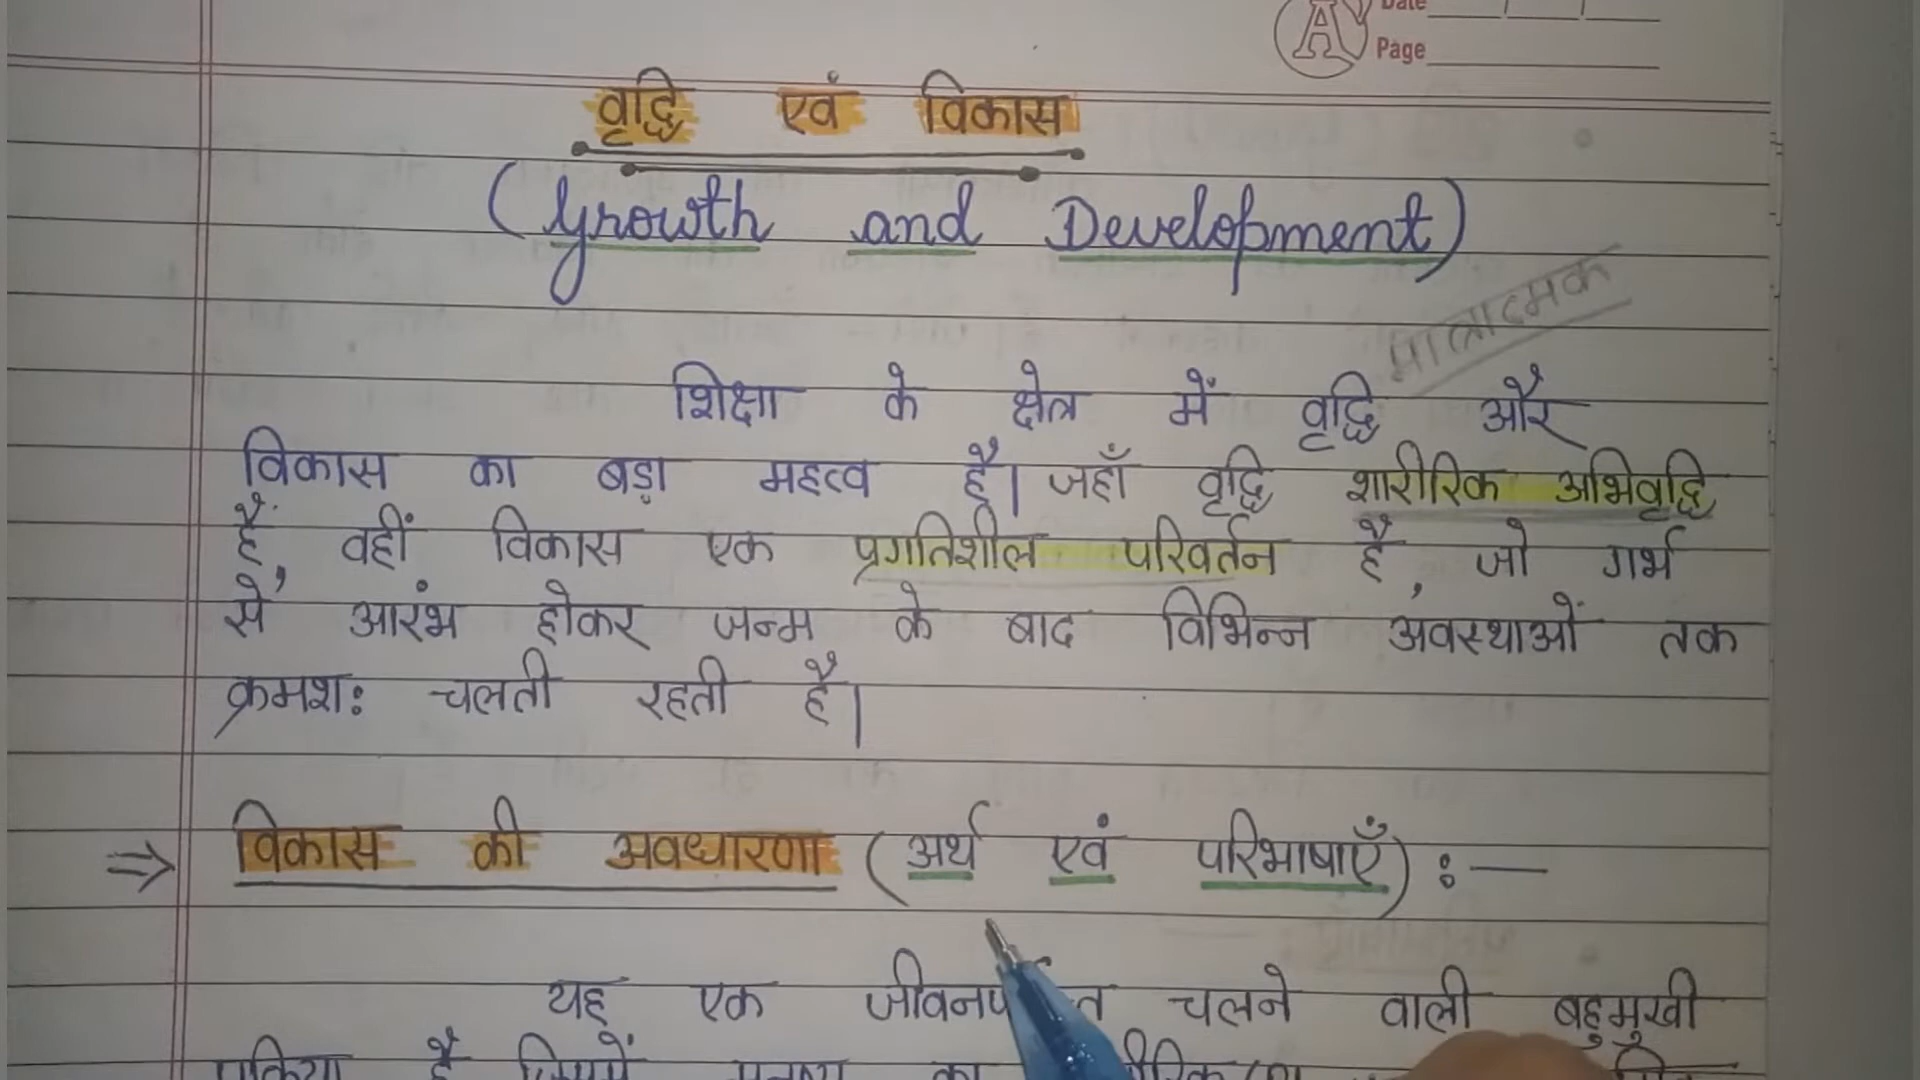 Date
Page
वृद्धि एवं विकास
(Growth and Development)
मात्रात्मक
शिक्षा के क्षेत्र में वृद्धि और
विकास का बड़ा महत्व है। जहाँ वृद्धि शारीरिक अभिवृद्धि
है, वहीं विकास एक प्रगतिशील परिवर्तन है, जो गर्भ
से आरंभ होकर जन्म के बाद विभिन्न अवस्थाओं तक
क्रमशः चलती रहती है।
⇒ विकास की अवधारणा (अर्थ एवं परिभाषाएँ) :—
यह एक चलने वाली बहुमुखी
है